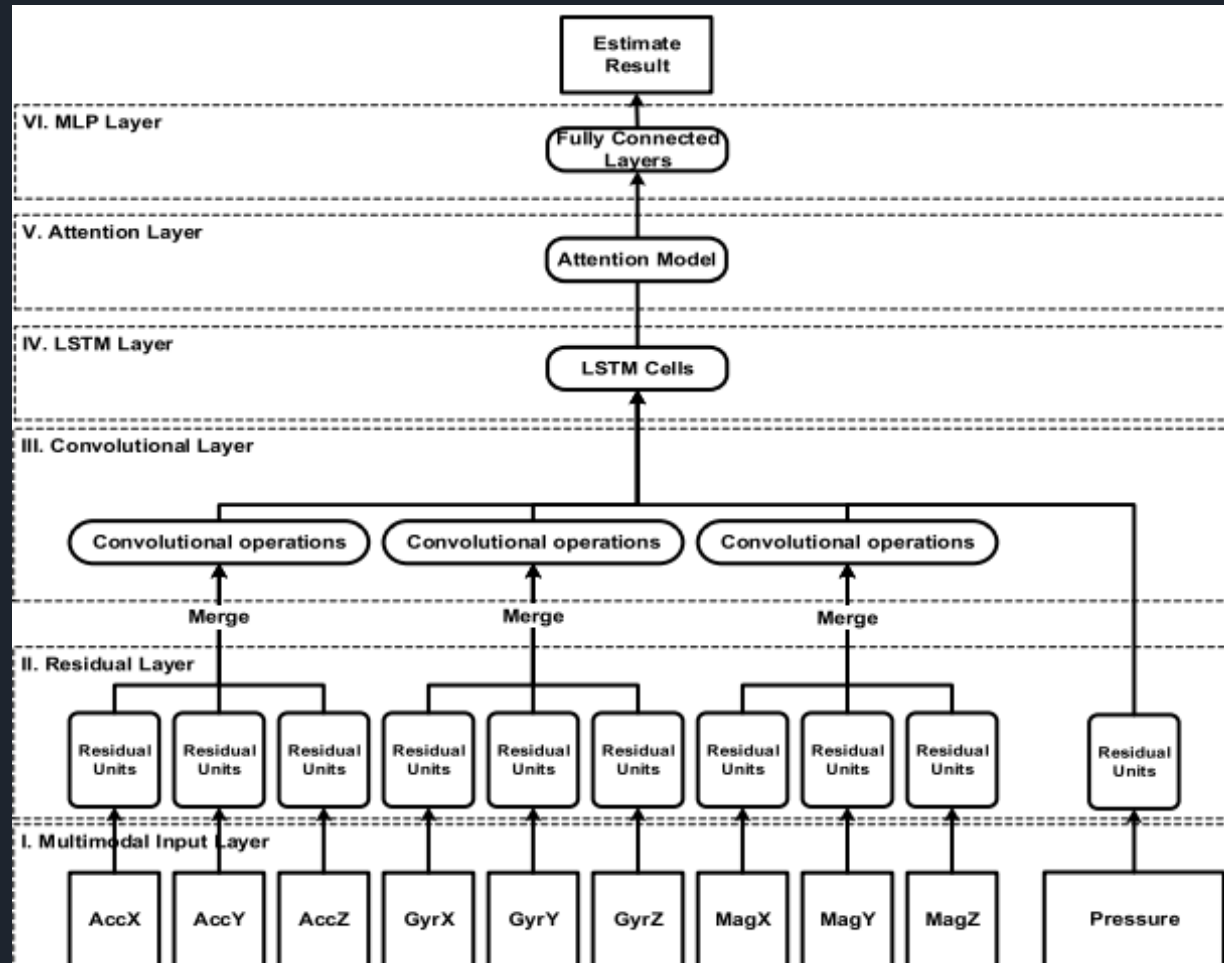 Estimate
Result
VI. MLP Layer
Fully Connected
Layers
V. Attention Layer
Attention Model
IV. LSTM Layer
LSTM Cells
III. Convolutional Layer
Convolutional operations
Convolutional operations
Convolutional operations
Merge
Merge
Merge
II. Residual Layer
Residual
Units
Residual
Units
Residual
Units
Residual
Units
Residual
Units
Residual
Units
Residual
Units
Residual
Units
Residual
Units
Residual
Units
I. Multimodal Input Layer
AccX
AccY
AccZ
GyrX
GyrY
GyrZ
MagX
MagY
MagZ
Pressure